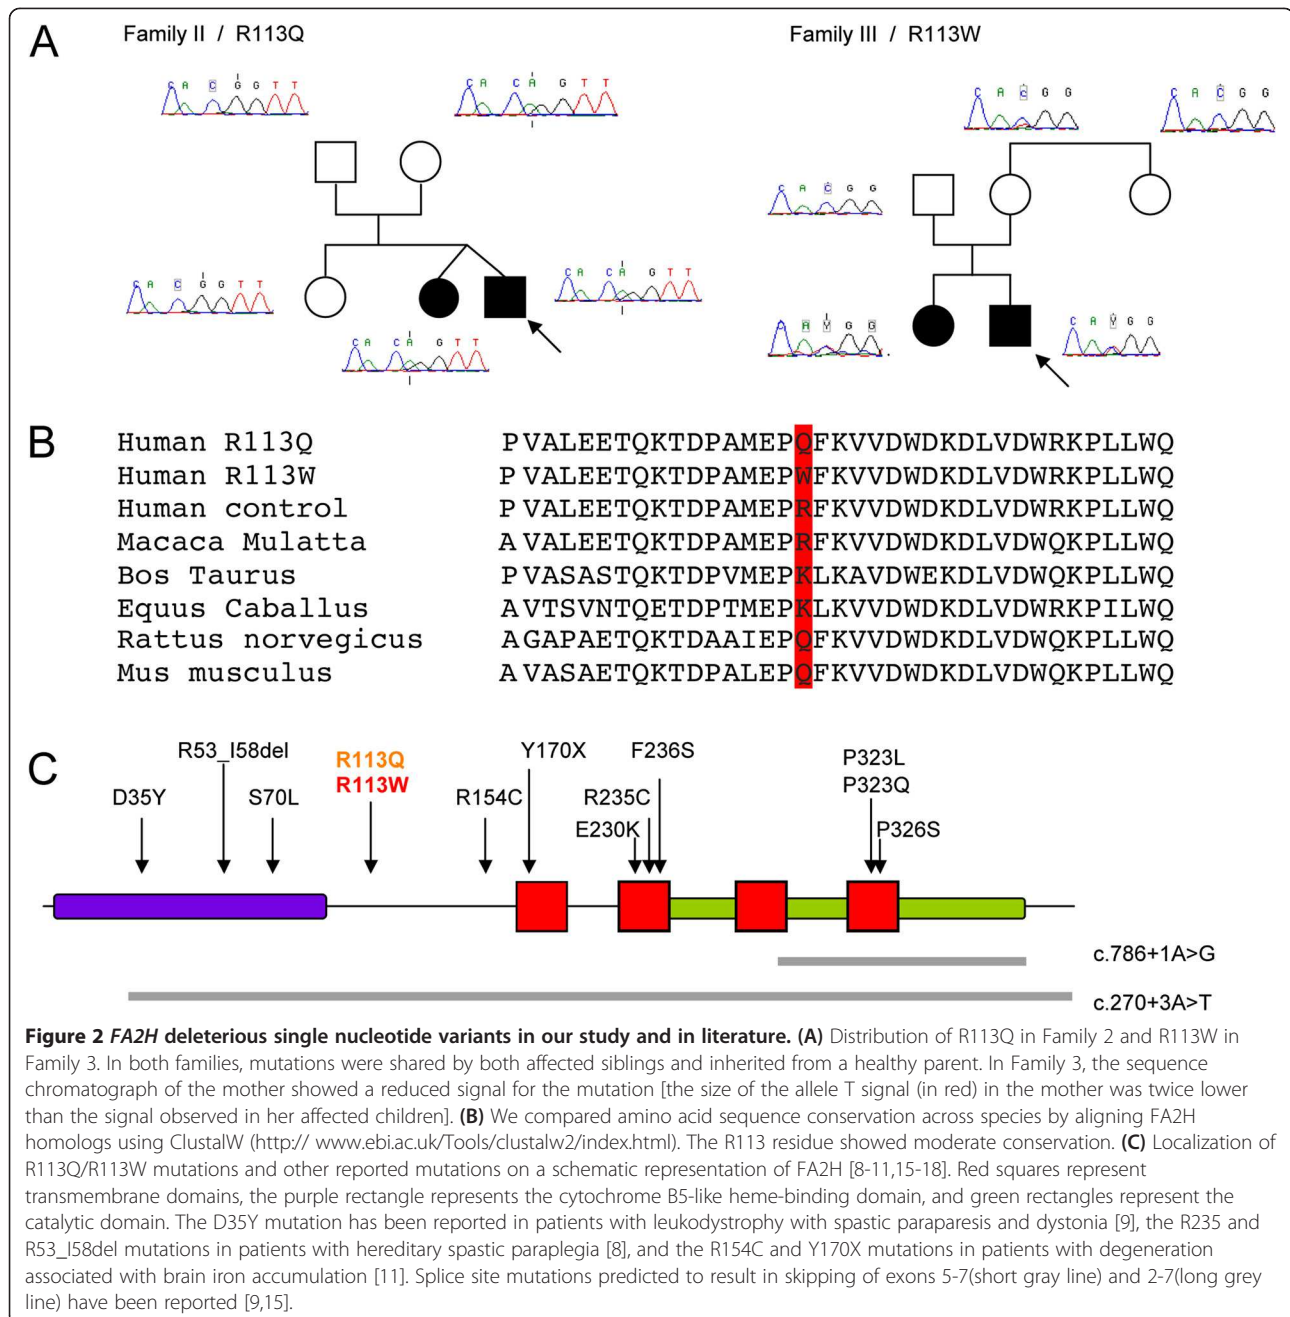 A Family II / R113Q Family III / R113W
C A C G G T T
C A C A G T T
C A C G G
C A C G G
C A C G G
C A C G G T T
C A C A G T T
C A C A G T T
C A Y G G
C A Y G G
B
Human R113Q PVALEETQKTDPAMEPQFKVVDWDKDLVDWRKPLLWQ
Human R113W PVALEETQKTDPAMEPWFKVVDWDKDLVDWRKPLLWQ
Human control PVALEETQKTDPAMEPRFKVVDWDKDLVDWRKPLLWQ
Macaca Mulatta AVALEETQKTDPAMEPRFKVVDWDKDLVDWQKPLLWQ
Bos Taurus PVASASTQKTDPVMEPKLKAVDWEKDLVDWQKPLLWQ
Equus Caballus AVTSVNTQETDPTMEPKLKVVDWDKDLVDWRKPILWQ
Rattus norvegicus AGAPAETQKTDAAIEPQFKVVDWDKDLVDWQKPLLWQ
Mus musculus AVASAETQKTDPALEPQFKVVDWDKDLVDWQKPLLWQ
C
D35Y
R53_I58del
S70L
R113Q
R113W
R154C
Y170X
E230K
R235C
F236S
P323L
P323Q
P326S
c.786+1A>G
c.270+3A>T
Figure 2 FA2H deleterious single nucleotide variants in our study and in literature. (A) Distribution of R113Q in Family 2 and R113W in
Family 3. In both families, mutations were shared by both affected siblings and inherited from a healthy parent. In Family 3, the sequence
chromatograph of the mother showed a reduced signal for the mutation [the size of the allele T signal (in red) in the mother was twice lower
than the signal observed in her affected children]. (B) We compared amino acid sequence conservation across species by aligning FA2H
homologs using ClustalW (http:// www.ebi.ac.uk/Tools/clustalw2/index.html). The R113 residue showed moderate conservation. (C) Localization of
R113Q/R113W mutations and other reported mutations on a schematic representation of FA2H [8-11,15-18]. Red squares represent
transmembrane domains, the purple rectangle represents the cytochrome B5-like heme-binding domain, and green rectangles represent the
catalytic domain. The D35Y mutation has been reported in patients with leukodystrophy with spastic paraparesis and dystonia [9], the R235 and
R53_I58del mutations in patients with hereditary spastic paraplegia [8], and the R154C and Y170X mutations in patients with degeneration
associated with brain iron accumulation [11]. Splice site mutations predicted to result in skipping of exons 5-7(short gray line) and 2-7(long grey
line) have been reported [9,15].